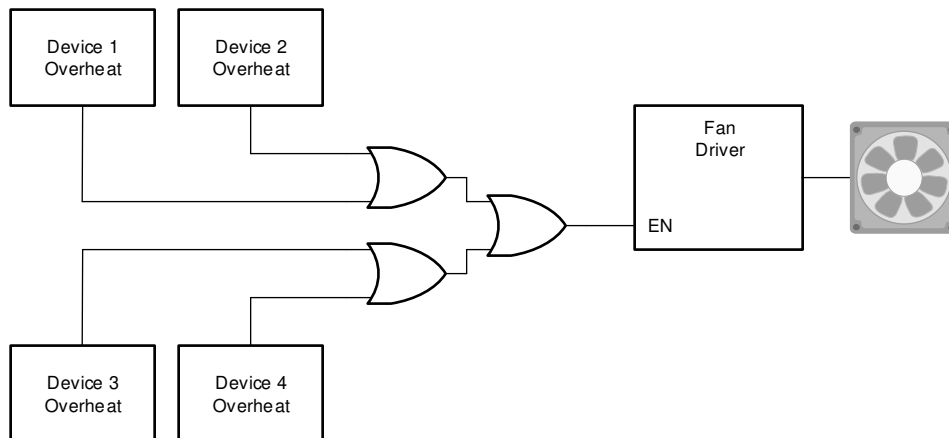 Device 1
Overheat
Device 2
Overheat
Fan
Driver
EN
Device 3
Overheat
Device 4
Overheat